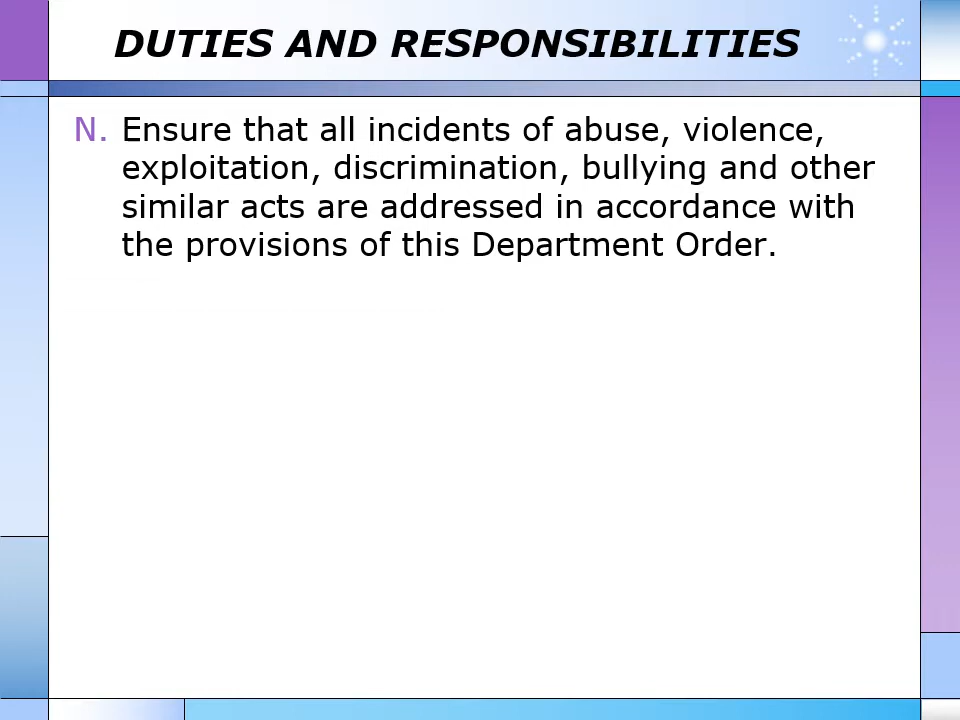 DUTIES AND RESPONSIBILITIES
N. Ensure that all incidents of abuse, violence,
exploitation, discrimination, bullying and other
similar acts are addressed in accordance with
the provisions of this Department Order.